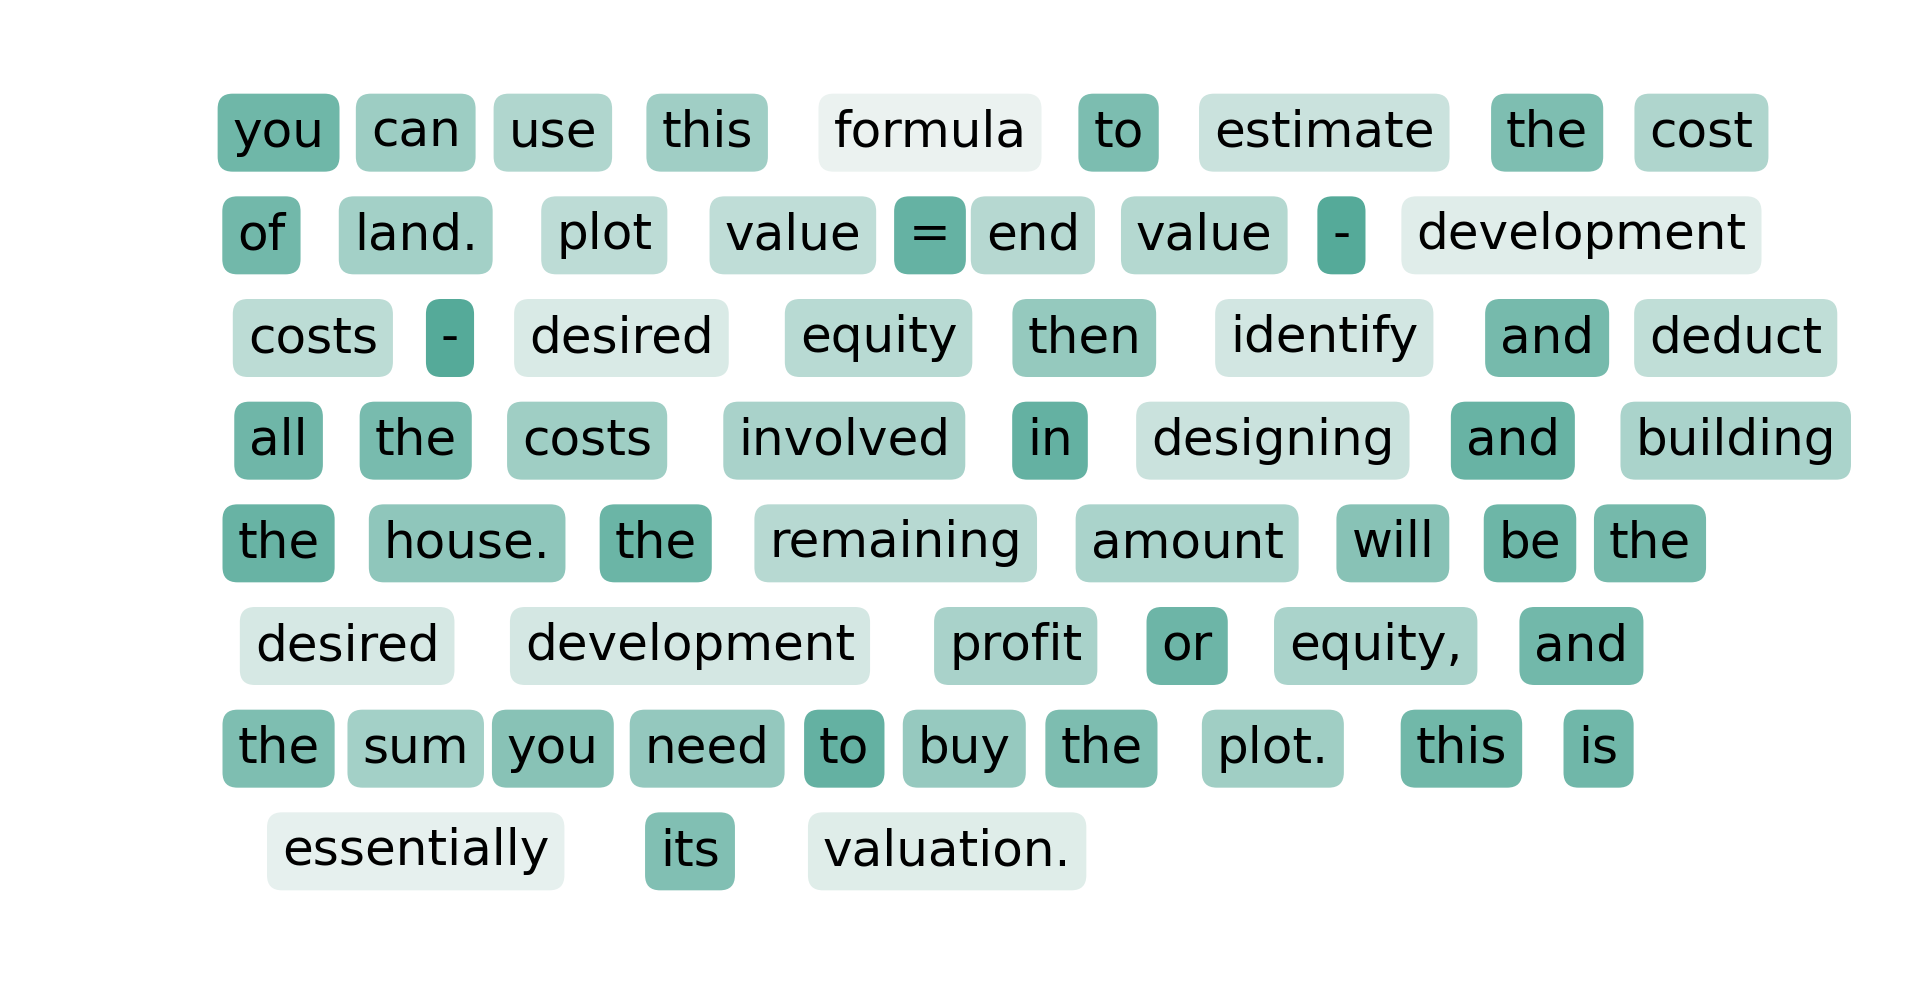 you can use this formula to estimate the cost
of land. plot value = end value - development
costs - desired equity then identify and deduct
all the costs involved in designing and building
the house. the remaining amount will be the
desired development profit or equity, and
the sum you need to buy the plot. this is
essentially its valuation.